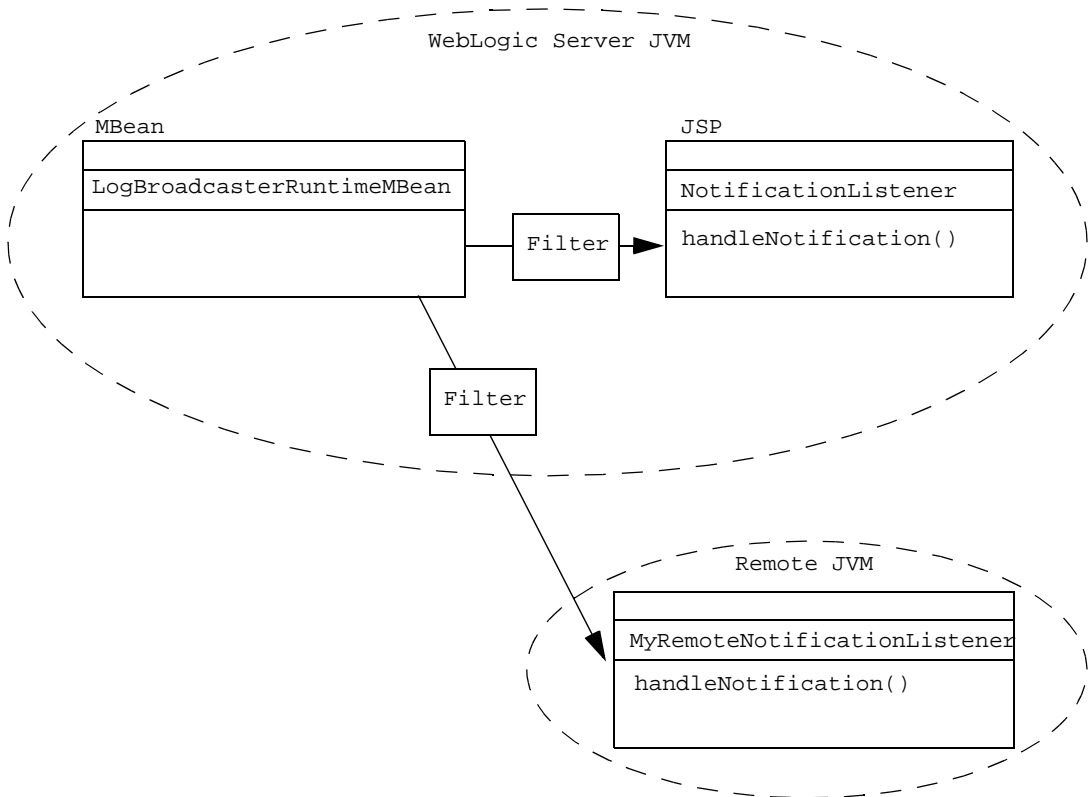 WebLogic Server JVM
MBean
LogBroadcasterRuntimeMBean
JSP
NotificationListener
handleNotification()
Filter
Filter
Remote JVM
MyRemoteNotificationListener
handleNotification()